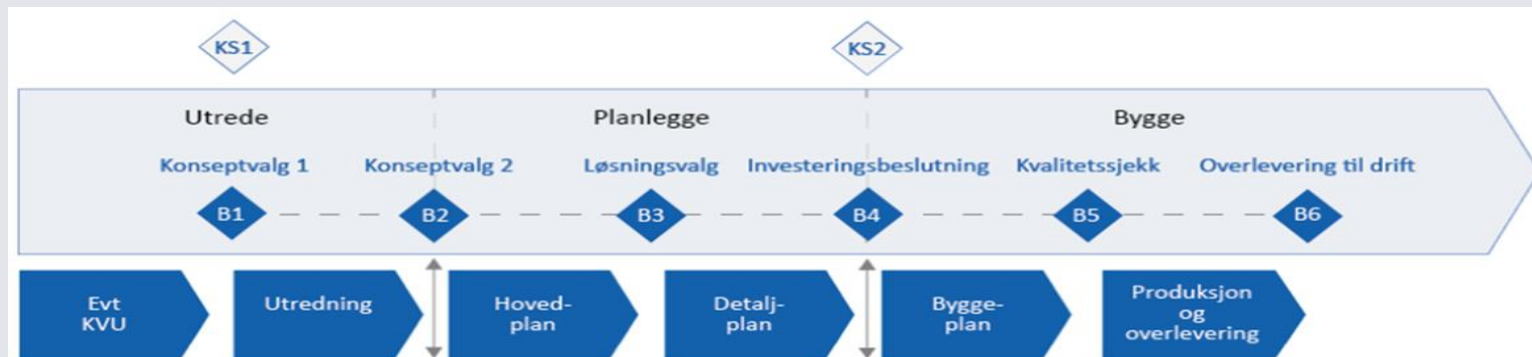 KS1
KS2
Utrede
Planlegge
Bygge
Konseptvalg 1
Konseptvalg 2
Løsningsvalg
Investeringsbeslutning
Kvalitetssjekk
Overlevering til drift
B1
B2
B3
B4
B5
B6
Evt
KVU
Utredning
Hoved-
plan
Detalj-
plan
Bygge-
plan
Produksjon
og
overlevering